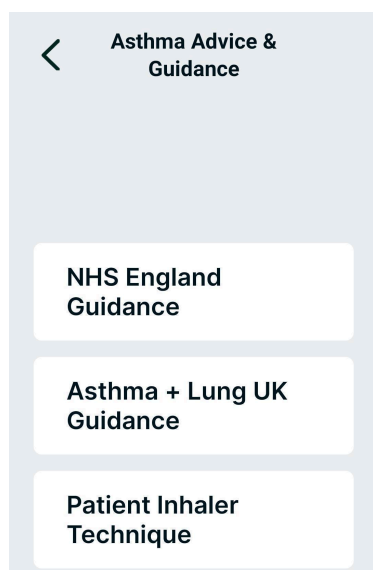 Asthma Advice &
Guidance
NHS England
Guidance
Asthma + Lung UK
Guidance
Patient Inhaler
Technique